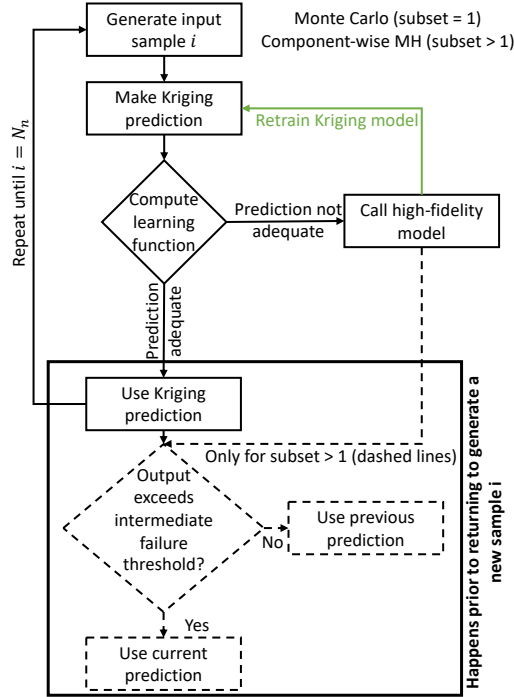 Generate input
sample i
Monte Carlo (subset = 1)
Component-wise MH (subset > 1)
Make Kriging
prediction
Retrain Kriging model
Repeat until i = Nₙ
Compute
learning
function
Prediction not
adequate
Call high-fidelity
model
Prediction
adequate
Use Kriging
prediction
Only for subset > 1 (dashed lines)
Output
exceeds
intermediate
failure
threshold?
No
Use previous
prediction
Yes
Use current
prediction
Happens prior to returning to generate a
new sample i